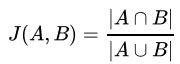 J(A, B) = |A ∩ B| / |A ∪ B|